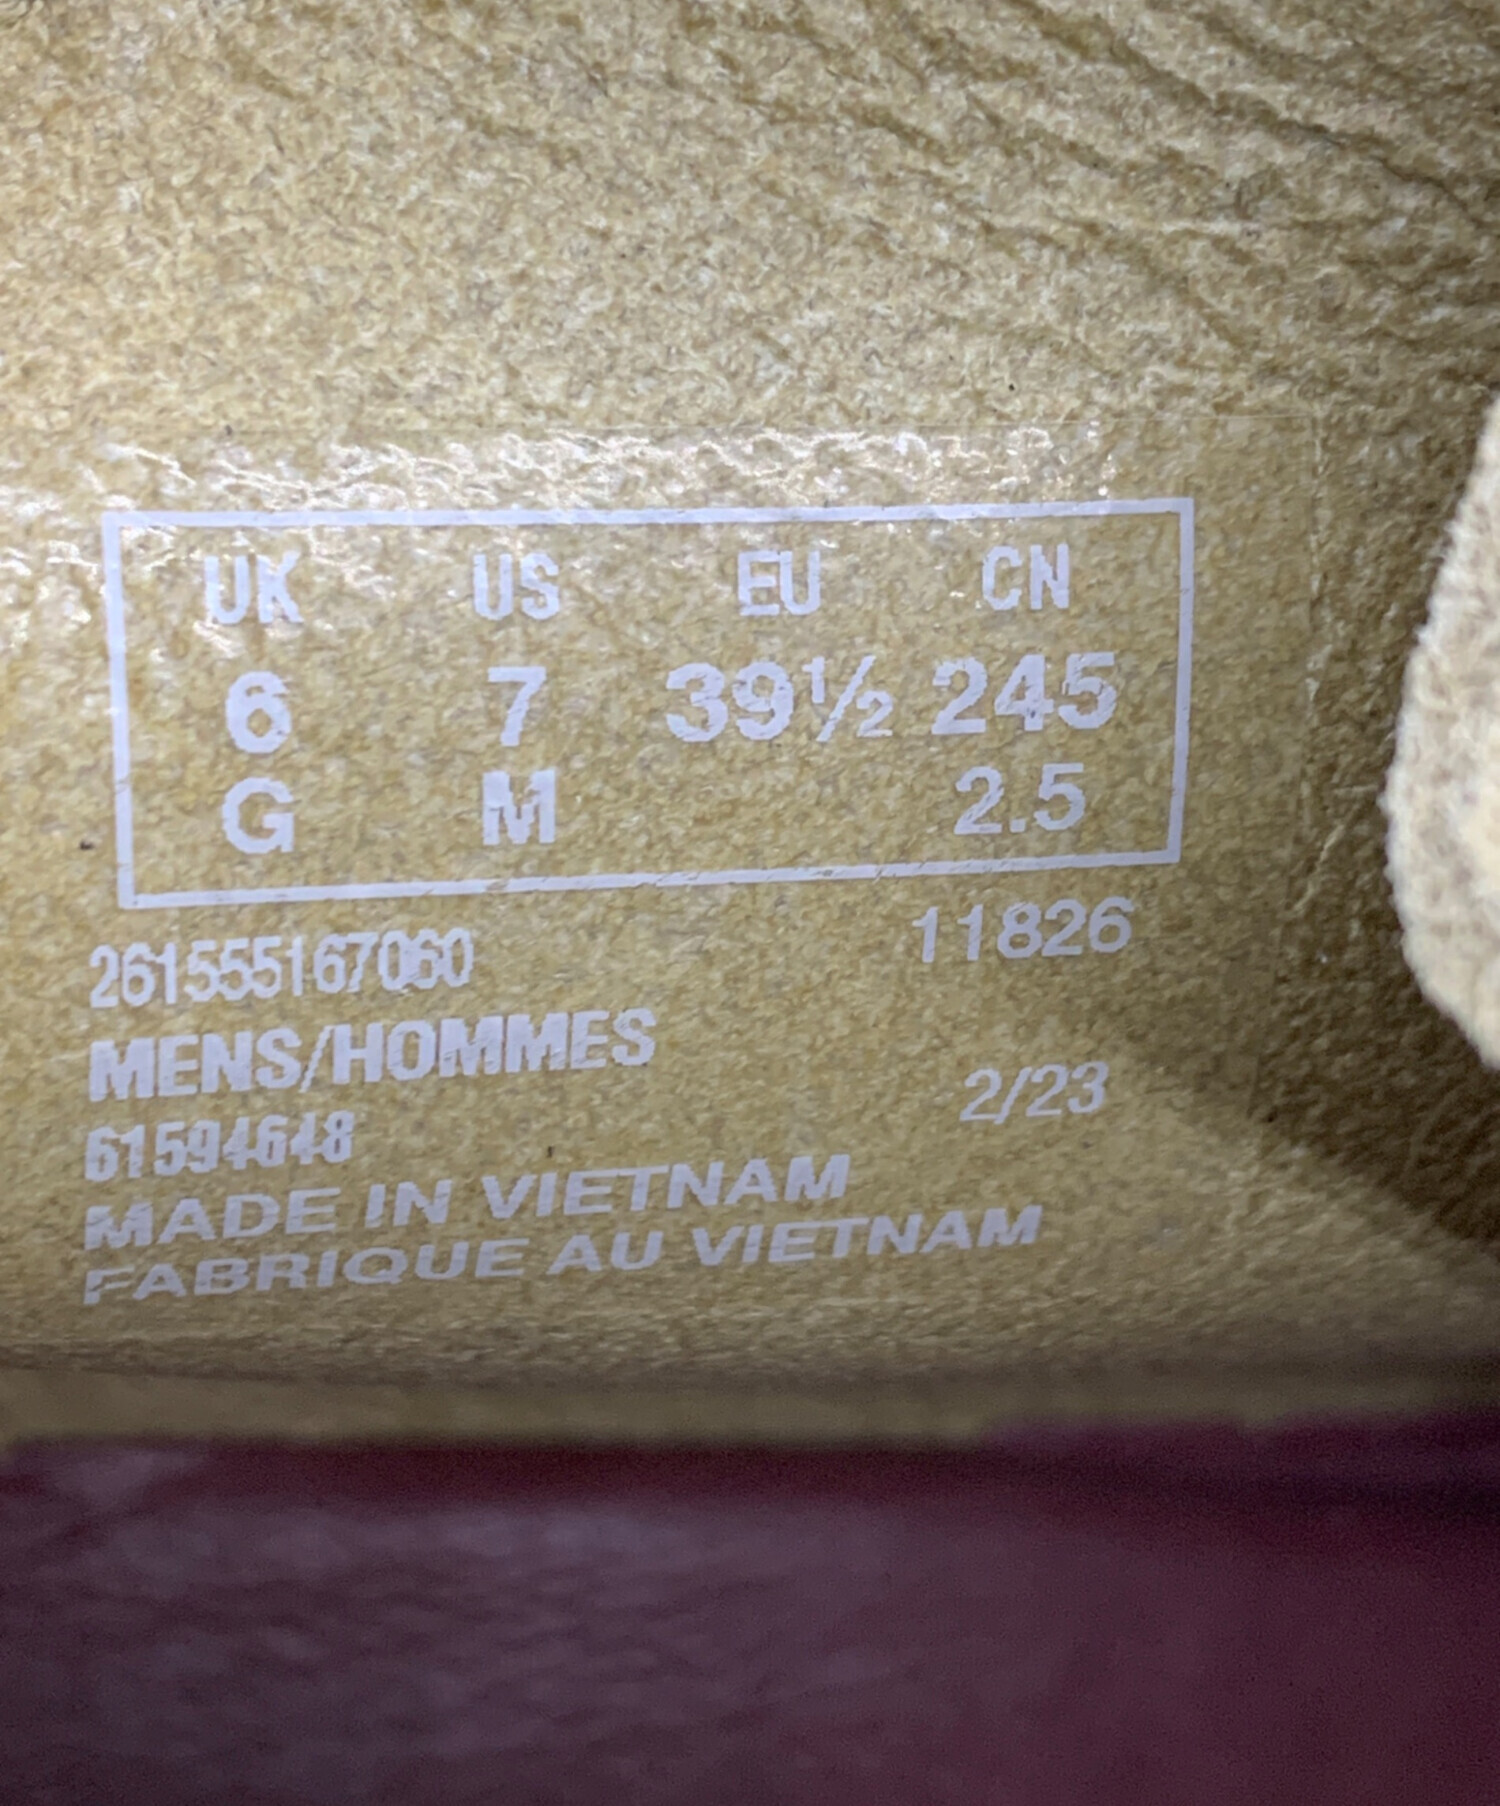 UK US EU CN
6 7 39½ 245
G M 2.5
261555167060 11826
MENS/HOMMES
61594648 2/23
MADE IN VIETNAM
FABRIQUE AU VIETNAM